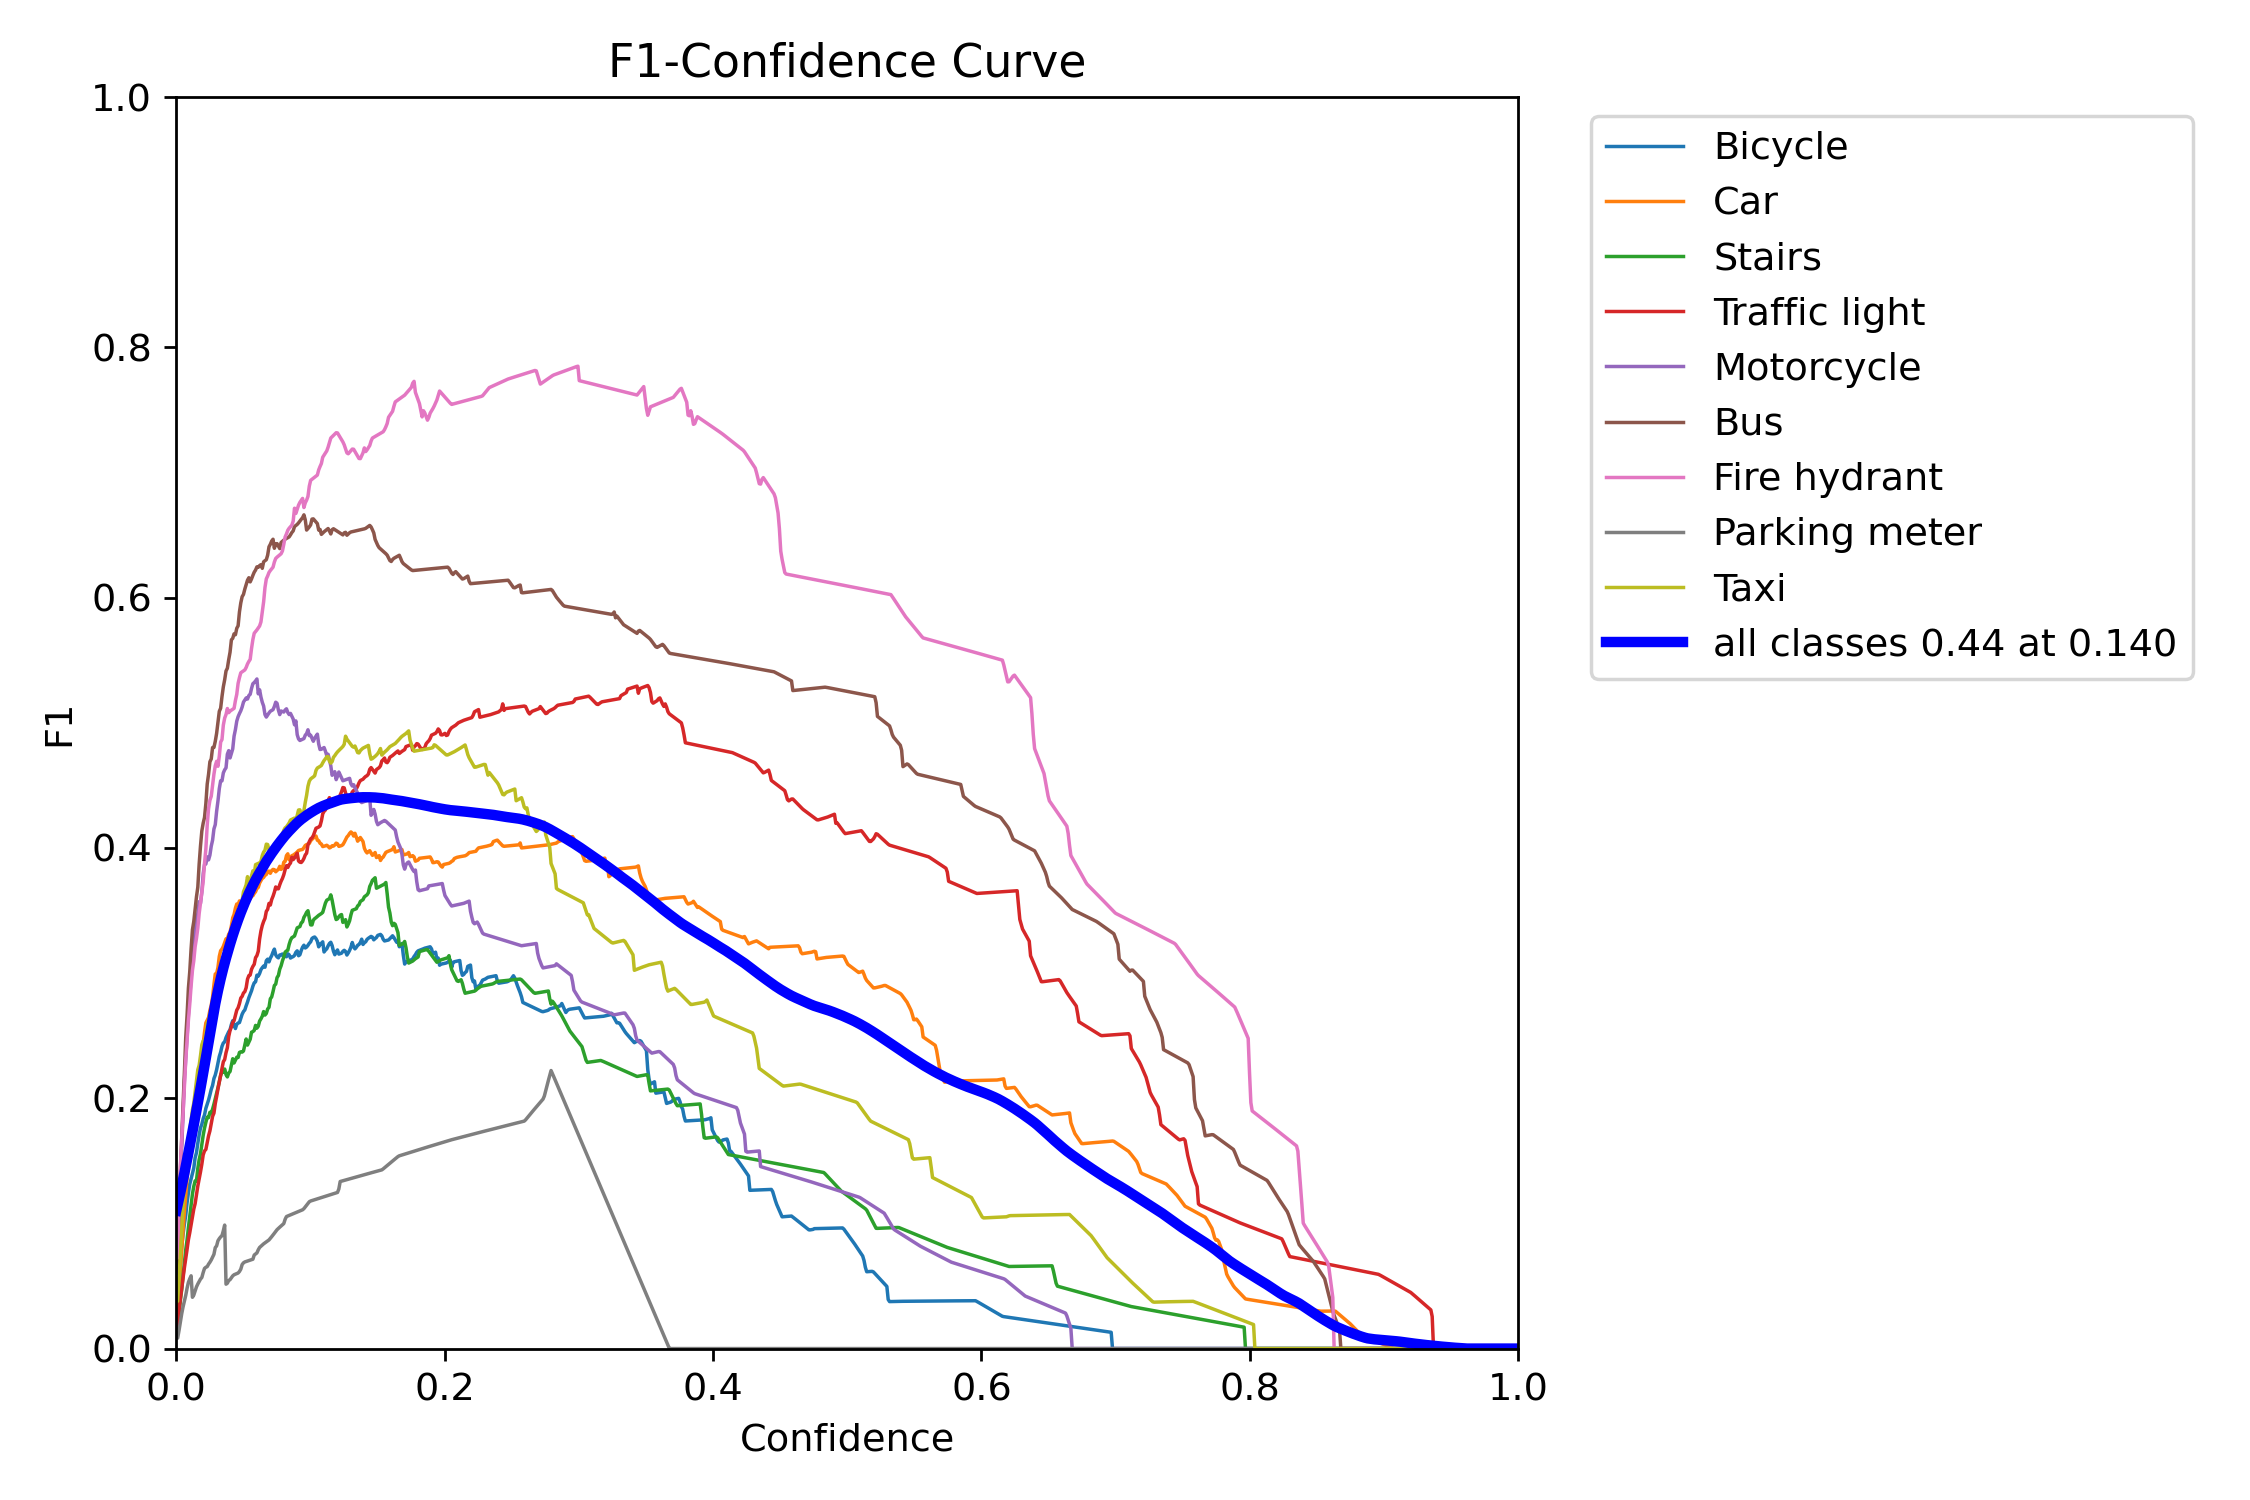 F1-Confidence Curve
1.0
0.8
0.6
0.4
0.2
0.0
F1
0.0 0.2 0.4 0.6 0.8 1.0
Confidence
Bicycle
Car
Stairs
Traffic light
Motorcycle
Bus
Fire hydrant
Parking meter
Taxi
all classes 0.44 at 0.140